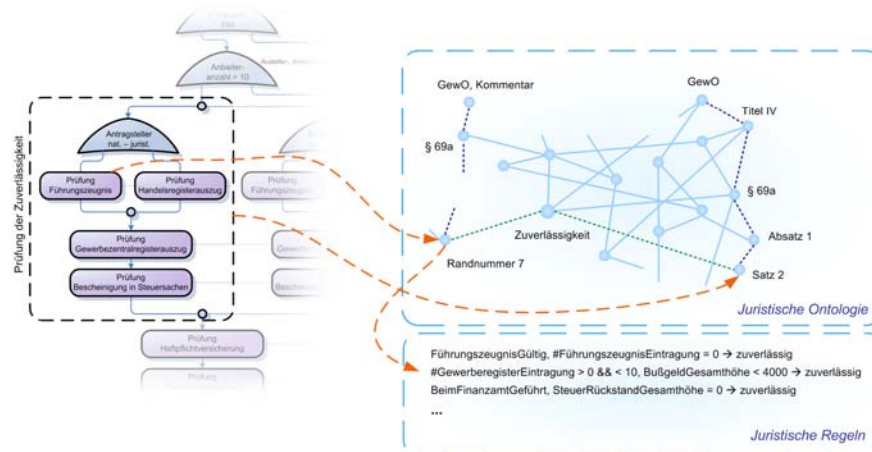 Anbieter-
anzahl = 10
Prüfung der Zuverlässigkeit
Antragsteller
nat. – jurist.
Prüfung
Führungszeugnis
Prüfung
Handelsregisterauszug
Prüfung
Gewerbezentralregisterauszug
Prüfung
Bescheinigung in Steuersachen
Prüfung
Haftpflichtversicherung
Prüfung
Prüfung
Führungszeugnis
GewO, Kommentar
§ 69a
Randnummer 7
Zuverlässigkeit
GewO
Titel IV
§ 69a
Absatz 1
Satz 2
Juristische Ontologie
FührungszeugnisGültig, #FührungszeugnisEintragung = 0 → zuverlässig
#GewerberegisterEintragung > 0 && < 10, BußgeldGesamthöhe < 4000 → zuverlässig
BeimFinanzamtGeführt, SteuerRückstandGesamthöhe = 0 → zuverlässig
...
Juristische Regeln